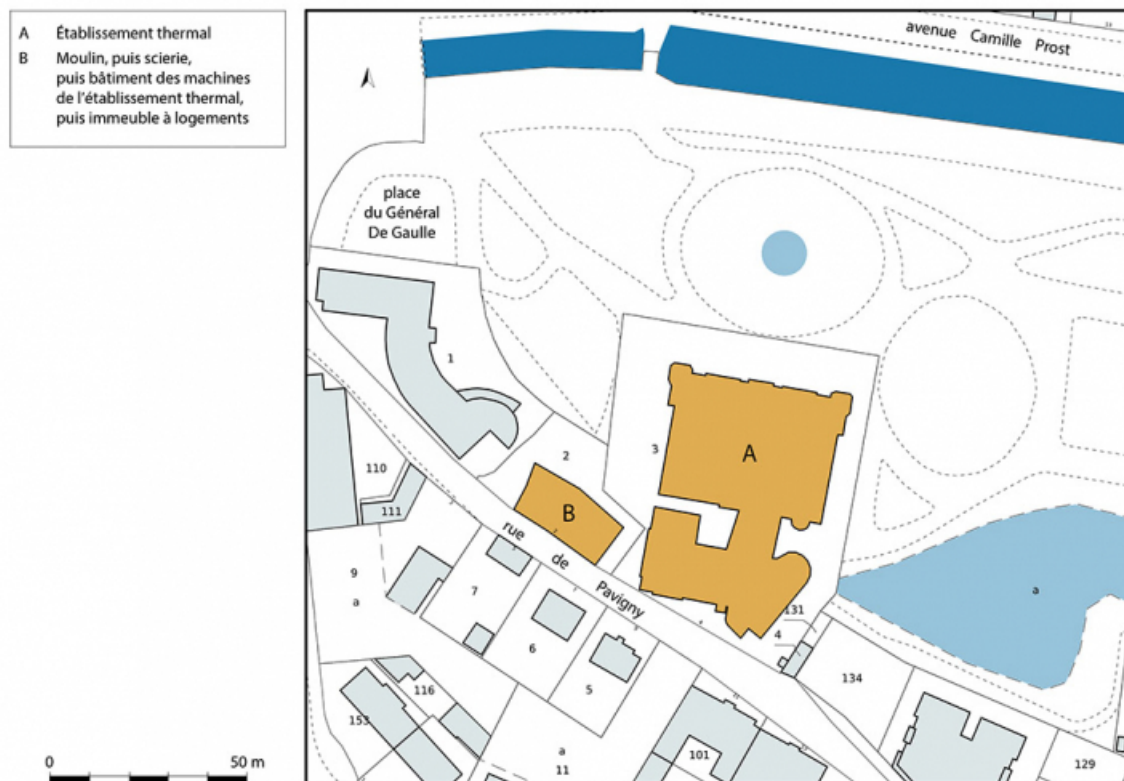 A Établissement thermal
B Moulin, puis scierie,
puis bâtiment des machines
de l'établissement thermal,
puis immeuble à logements
avenue Camille Prost
place
du Général
De Gaulle
1
110
2
3
A
111
B
rue de Pavigny
9
a
7
6
5
131
4
134
a
116
153
a
11
101
129
0 50 m